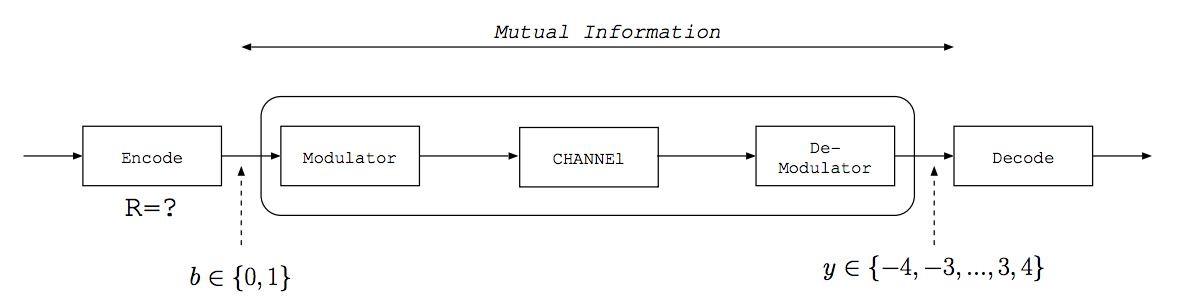 Mutual Information
Encode
Modulator
CHANNEl
De-
Modulator
Decode
R=?
b ∈ {0, 1}
y ∈ {−4, −3, ..., 3, 4}